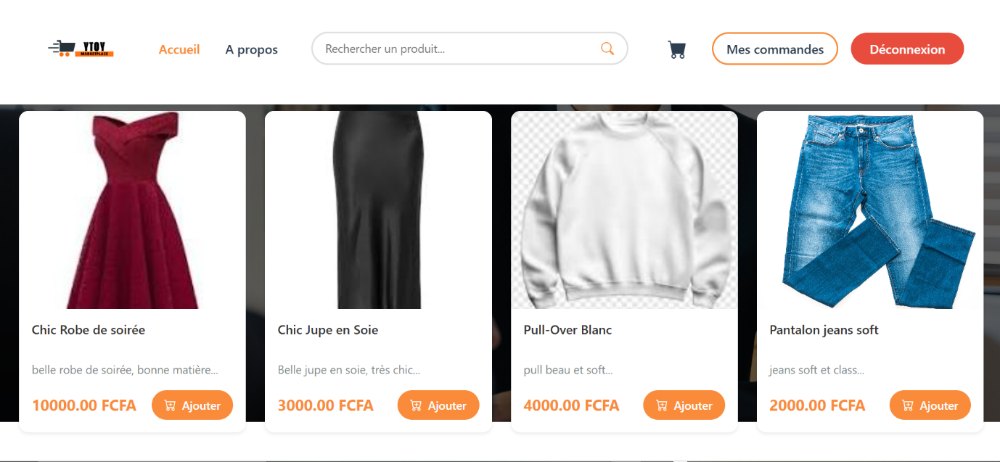 YTOY
MARKETPLACE
Accueil
A propos
Rechercher un produit...
Mes commandes
Déconnexion
Chic Robe de soirée
belle robe de soirée, bonne matière...
10000.00 FCFA
Ajouter
Chic Jupe en Soie
Belle jupe en soie, très chic...
3000.00 FCFA
Ajouter
Pull-Over Blanc
pull beau et soft...
4000.00 FCFA
Ajouter
Pantalon jeans soft
jeans soft et class...
2000.00 FCFA
Ajouter